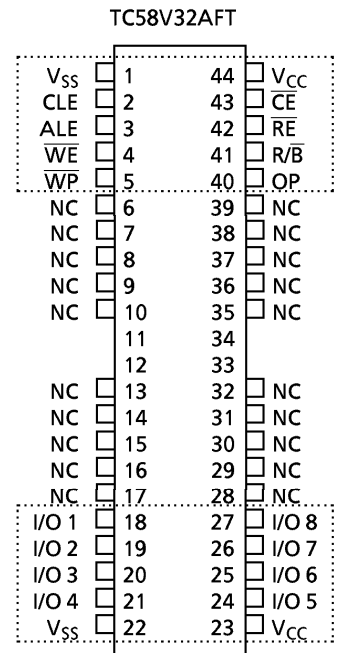 TC58V32AFT
VSS 1 44 VCC
CLE 2 43 C̅E̅
ALE 3 42 R̅E̅
W̅E̅ 4 41 R/B̅
W̅P̅ 5 40 OP
NC 6 39 NC
NC 7 38 NC
NC 8 37 NC
NC 9 36 NC
NC 10 35 NC
11 34
12 33
NC 13 32 NC
NC 14 31 NC
NC 15 30 NC
NC 16 29 NC
NC 17 28 NC
I/O 1 18 27 I/O 8
I/O 2 19 26 I/O 7
I/O 3 20 25 I/O 6
I/O 4 21 24 I/O 5
VSS 22 23 VCC